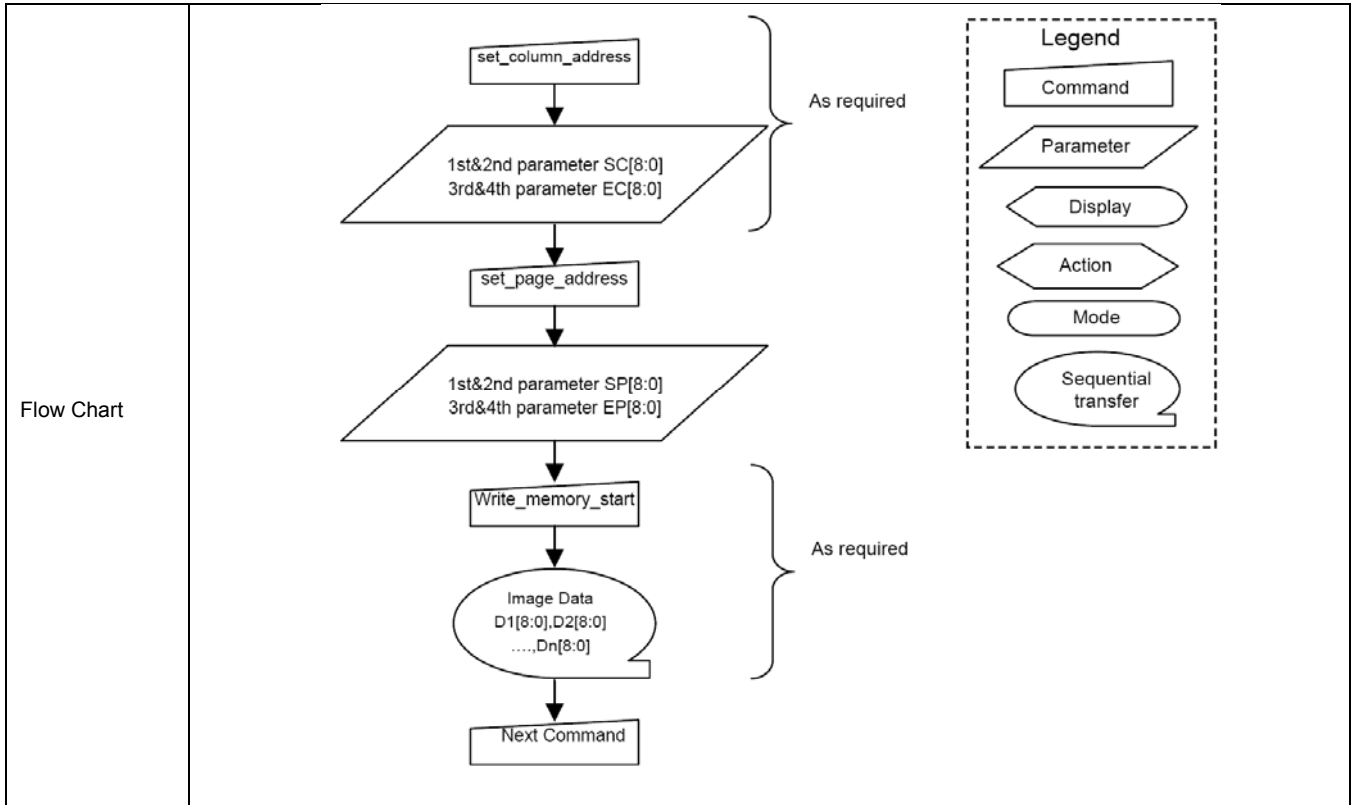 Flow Chart
set_column_address
1st&2nd parameter SC[8:0]
3rd&4th parameter EC[8:0]
As required
set_page_address
1st&2nd parameter SP[8:0]
3rd&4th parameter EP[8:0]
Write_memory_start
Image Data
D1[8:0],D2[8:0]
....,Dn[8:0]
As required
Next Command
Legend
Command
Parameter
Display
Action
Mode
Sequential
transfer